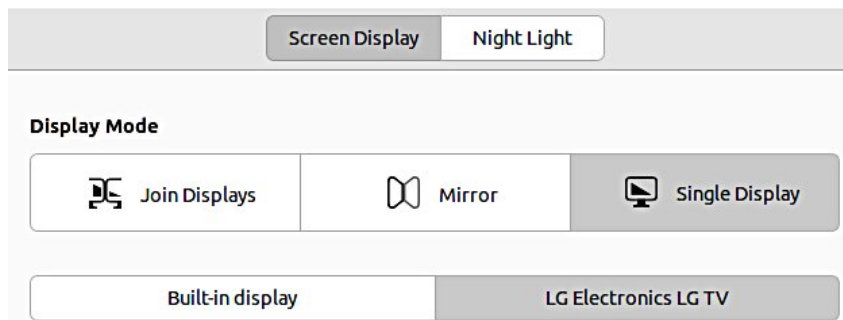 Screen Display Night Light
Display Mode
Join Displays Mirror Single Display
Built-in display LG Electronics LG TV